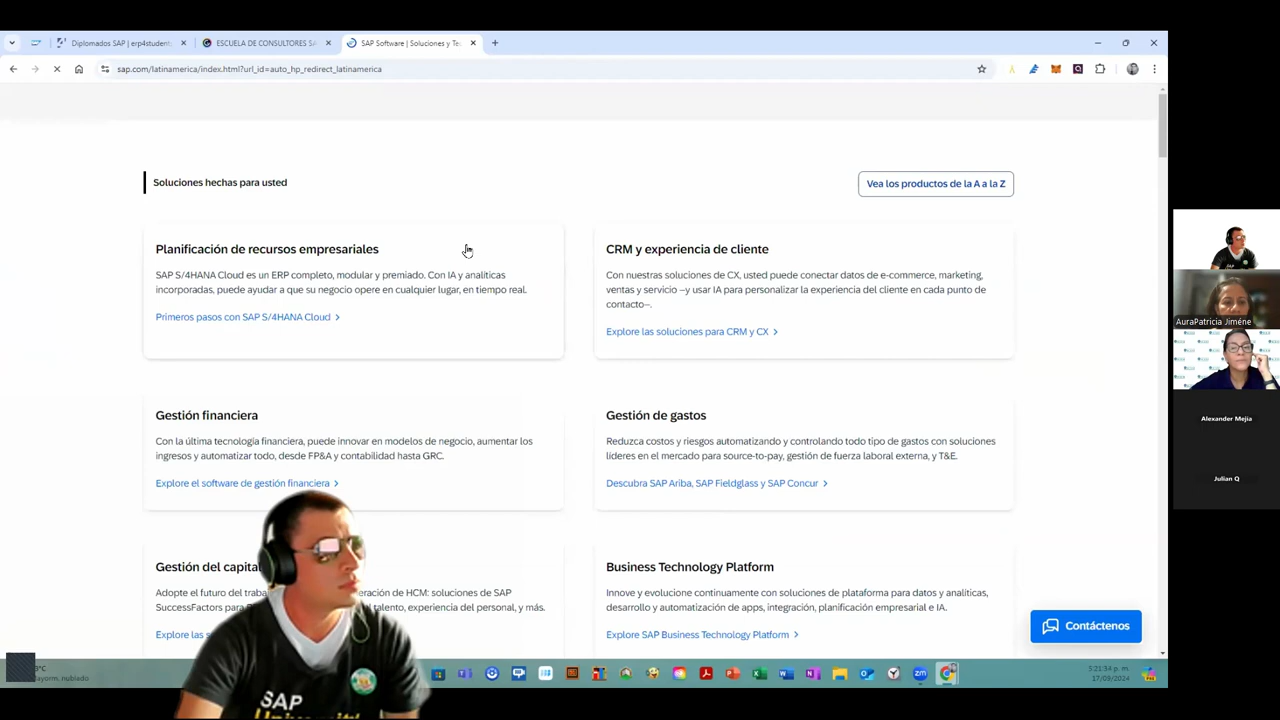 Diplomados SAP | erp4student
ESCUELA DE CONSULTORES SA
SAP Software | Soluciones y Te
sap.com/latinamerica/index.html?url_id=auto_hp_redirect_latinamerica
Soluciones hechas para usted
Vea los productos de la A a la Z
Planificación de recursos empresariales
SAP S/4HANA Cloud es un ERP completo, modular y premiado. Con IA y analíticas
incorporadas, puede ayudar a que su negocio opere en cualquier lugar, en tiempo real.
Primeros pasos con SAP S/4HANA Cloud
CRM y experiencia de cliente
Con nuestras soluciones de CX, usted puede conectar datos de e-commerce, marketing,
ventas y servicio –y usar IA para personalizar la experiencia del cliente en cada punto de
contacto–.
Explore las soluciones para CRM y CX
Gestión financiera
Con la última tecnología financiera, puede innovar en modelos de negocio, aumentar los
ingresos y automatizar todo, desde FP&A y contabilidad hasta GRC.
Explore el software de gestión financiera
Gestión de gastos
Reduzca costos y riesgos automatizando y controlando todo tipo de gastos con soluciones
líderes en el mercado para source-to-pay, gestión de fuerza laboral externa, y T&E.
Descubra SAP Ariba, SAP Fieldglass y SAP Concur
Gestión del capital
Adopte el futuro del traba eración de HCM: soluciones de SAP
SuccessFactors para talento, experiencia del personal, y más.
Explore las s
Business Technology Platform
Innove y evolucione continuamente con soluciones de plataforma para datos y analíticas,
desarrollo y automatización de apps, integración, planificación empresarial e IA.
Explore SAP Business Technology Platform
Contáctenos
AuraPatricia Jiméne
Alexander Mejia
Julian Q
Mayorm. nublado
5:21:34 p. m.
17/09/2024
SAP